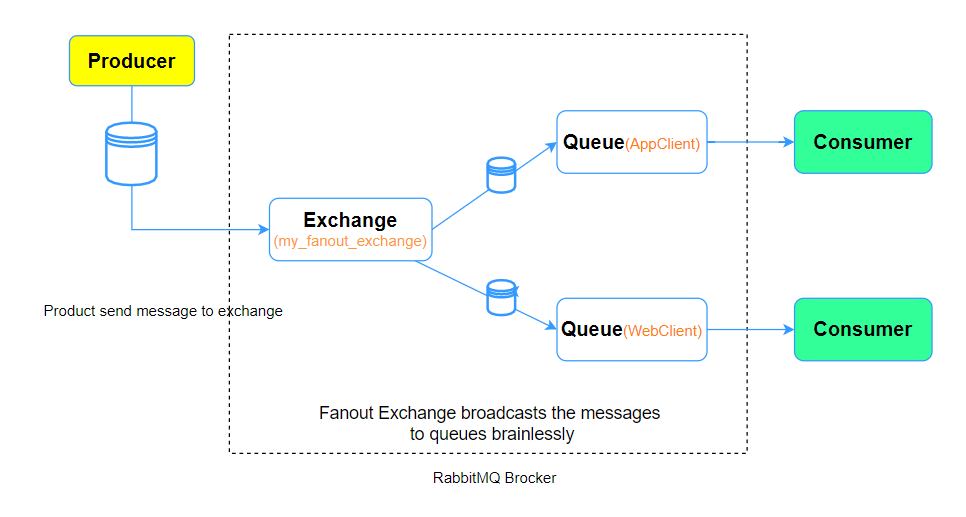 Producer
Queue(AppClient)
Consumer
Exchange
(my_fanout_exchange)
Product send message to exchange
Queue(WebClient)
Consumer
Fanout Exchange broadcasts the messages
to queues brainlessly
RabbitMQ Brocker